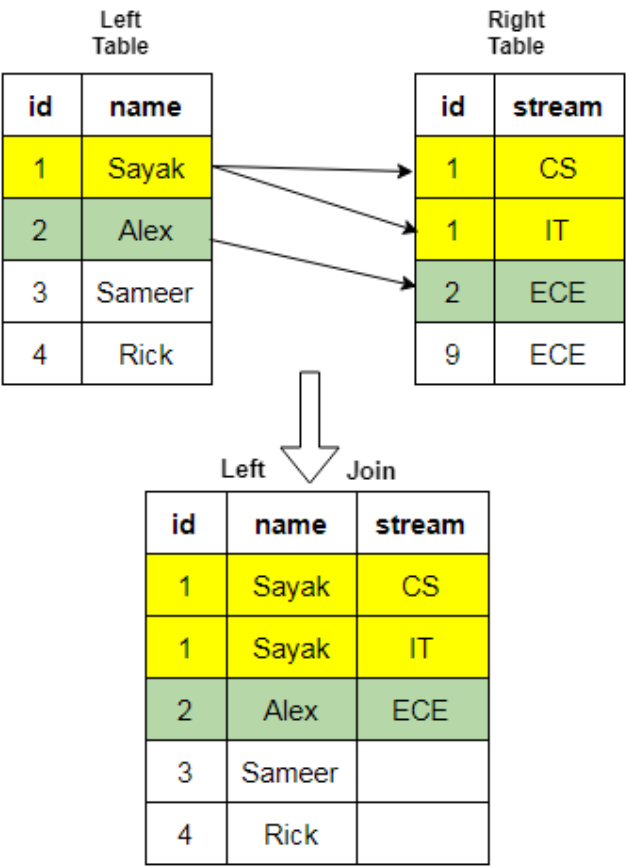 Left
Table
id name
1 Sayak
2 Alex
3 Sameer
4 Rick
Right
Table
id stream
1 CS
1 IT
2 ECE
9 ECE
Left Join
id name stream
1 Sayak CS
1 Sayak IT
2 Alex ECE
3 Sameer
4 Rick